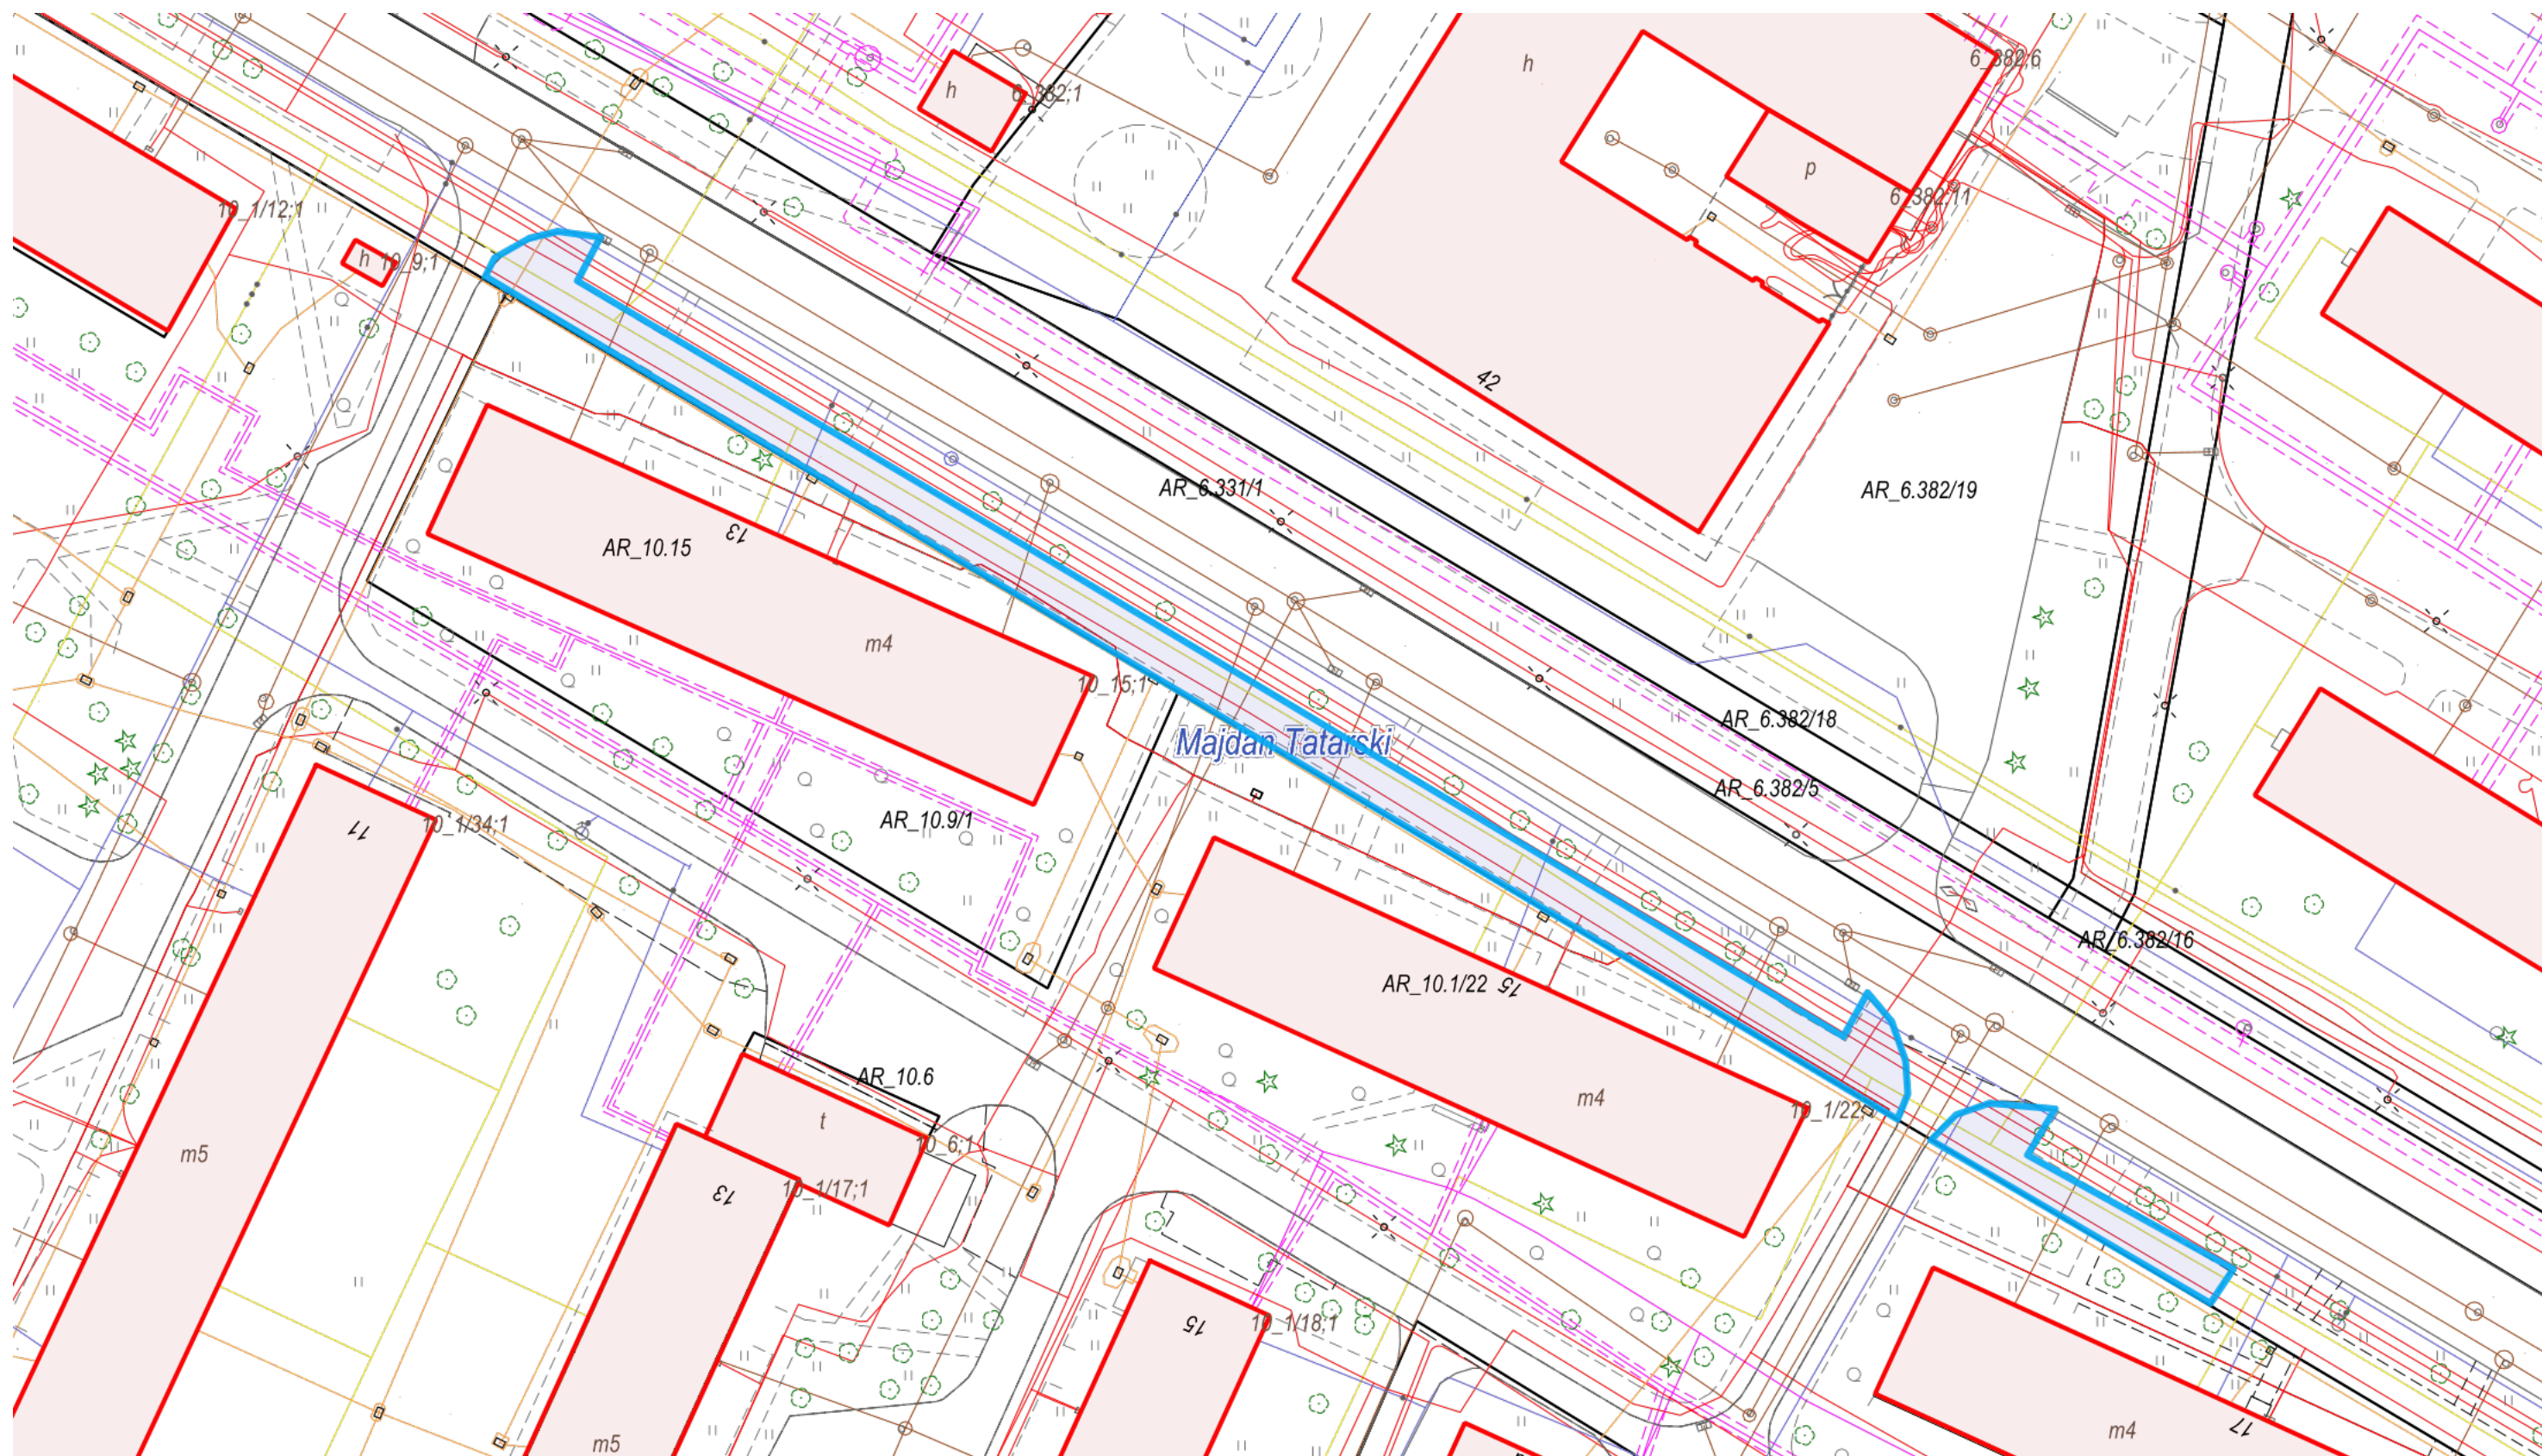 h
6_382;1
h
6_382;6
p
6_382;11
10_1/12;1
h
10_9;1
42
AR_6.331/1
AR_6.382/19
AR_10.15
13
m4
10_15;1
Majdan Tatarski
AR_6.382/18
AR_6.382/5
11
10_1/34;1
AR_10.9/1
AR_6.382/16
AR_10.1/22
15
AR_10.6
m4
t
10_6;1
m5
13
10_1/17;1
15
10_1/18;1
m5
m4
17